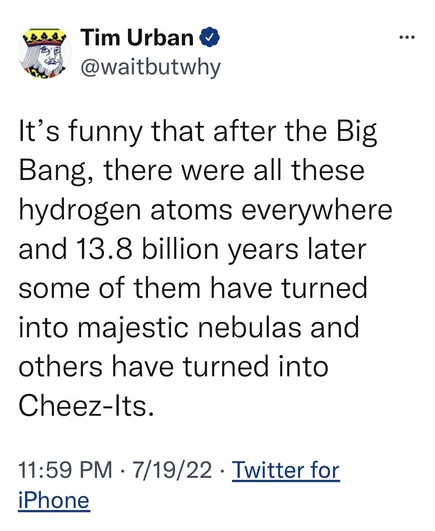 Tim Urban
@waitbutwhy
It’s funny that after the Big
Bang, there were all these
hydrogen atoms everywhere
and 13.8 billion years later
some of them have turned
into majestic nebulas and
others have turned into
Cheez-Its.
11:59 PM · 7/19/22 · Twitter for
iPhone